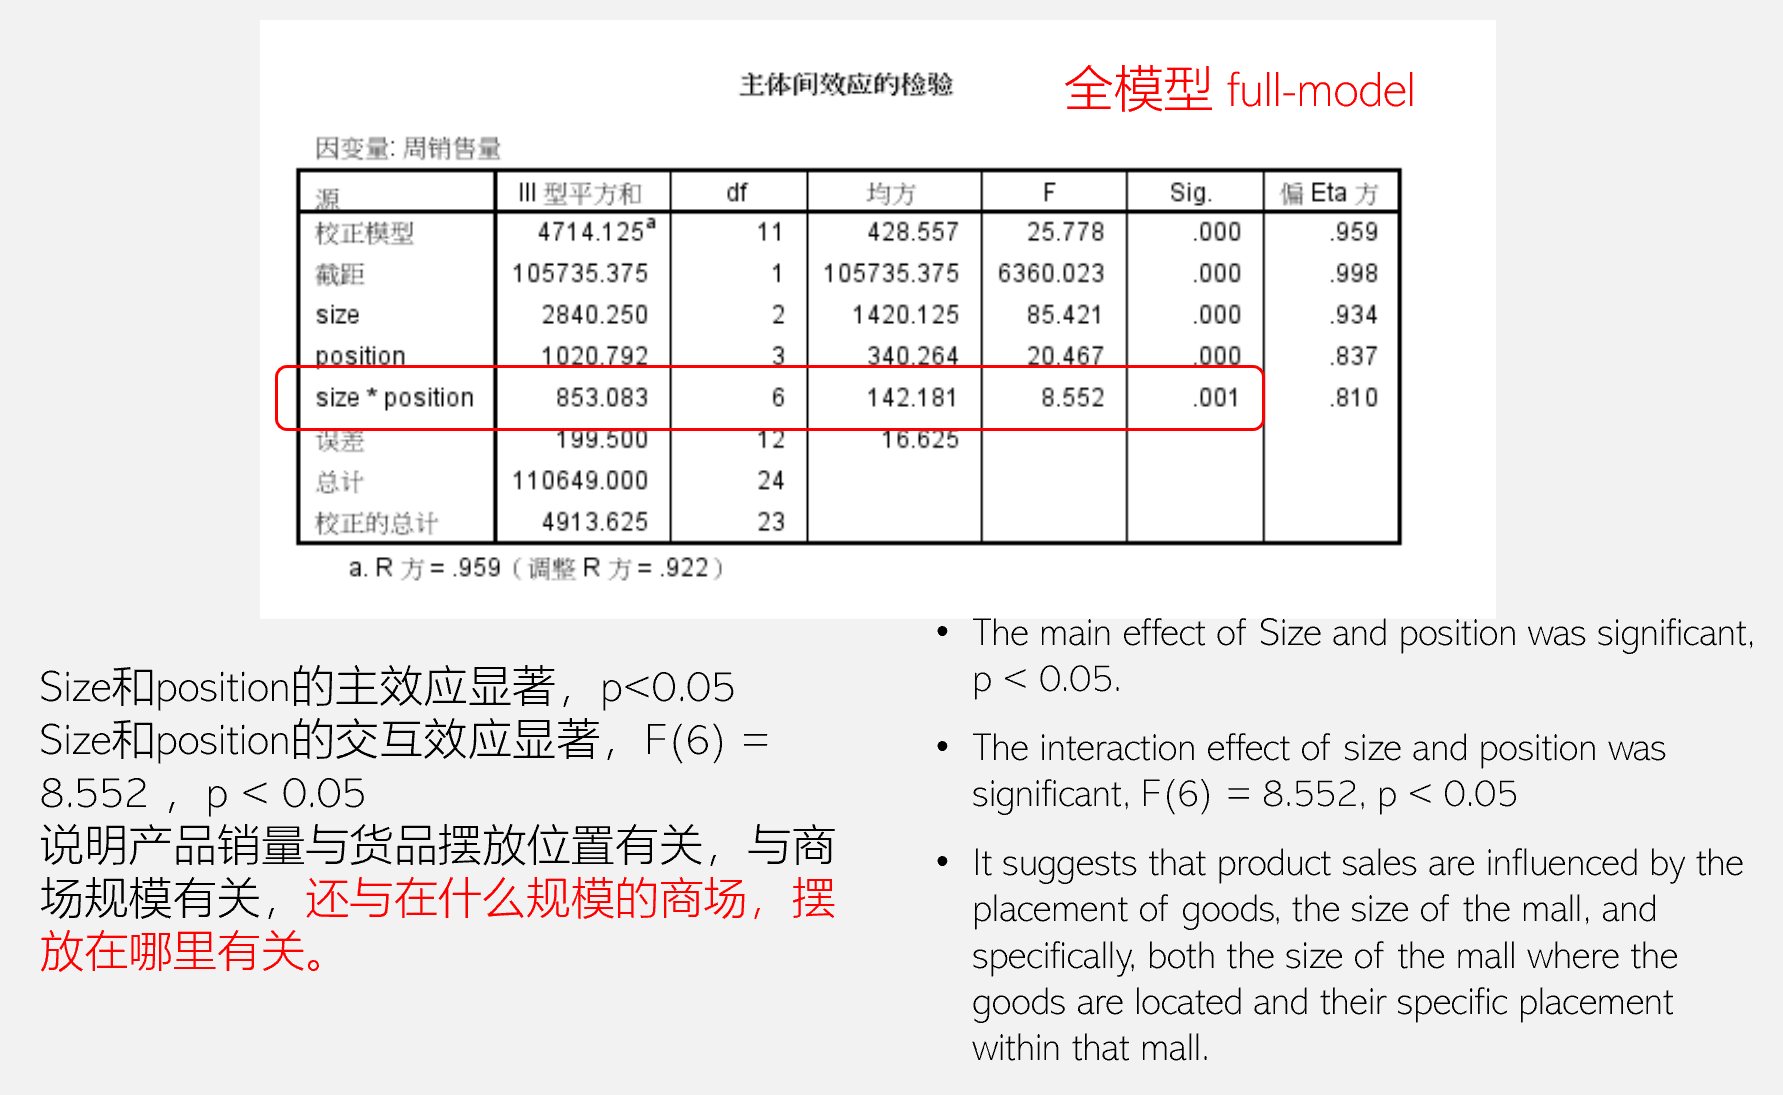 主体间效应的检验
全模型 full-model
因变量: 周销售量
源 III 型平方和 df 均方 F Sig. 偏 Eta 方
校正模型 4714.125a 11 428.557 25.778 .000 .959
截距 105735.375 1 105735.375 6360.023 .000 .998
size 2840.250 2 1420.125 85.421 .000 .934
position 1020.792 3 340.264 20.467 .000 .837
size * position 853.083 6 142.181 8.552 .001 .810
误差 199.500 12 16.625
总计 110649.000 24
校正的总计 4913.625 23
a. R 方 = .959（调整 R 方 = .922）
Size和position的主效应显著，p<0.05
Size和position的交互效应显著，F(6) =
8.552 ，p < 0.05
说明产品销量与货品摆放位置有关，与商
场规模有关，还与在什么规模的商场，摆
放在哪里有关。
• The main effect of Size and position was significant,
p < 0.05.
• The interaction effect of size and position was
significant, F(6) = 8.552, p < 0.05
• It suggests that product sales are influenced by the
placement of goods, the size of the mall, and
specifically, both the size of the mall where the
goods are located and their specific placement
within that mall.